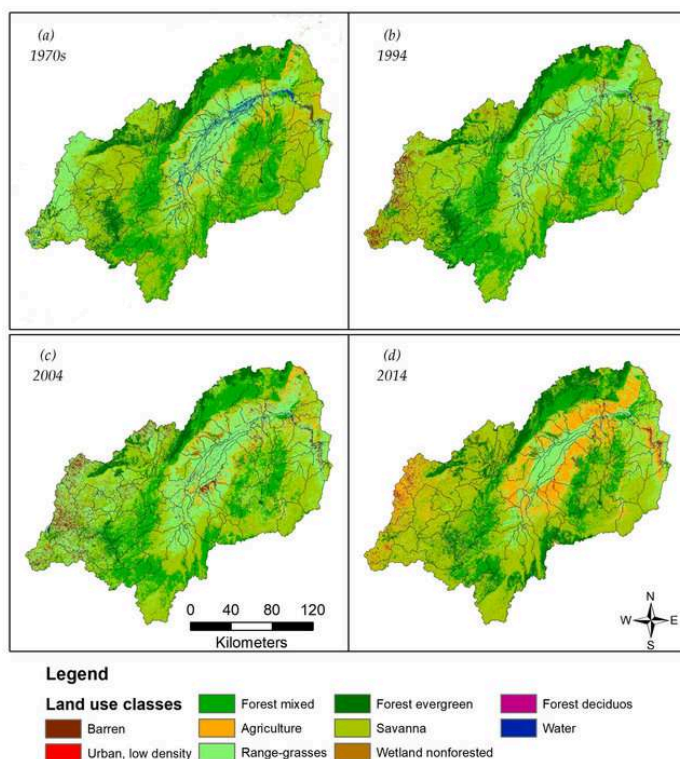 (a)
1970s
(b)
1994
(c)
2004
(d)
2014
0 40 80 120
Kilometers
N
W E
S
Legend
Land use classes
Forest mixed
Forest evergreen
Forest deciduos
Barren
Agriculture
Savanna
Water
Urban, low density
Range-grasses
Wetland nonforested